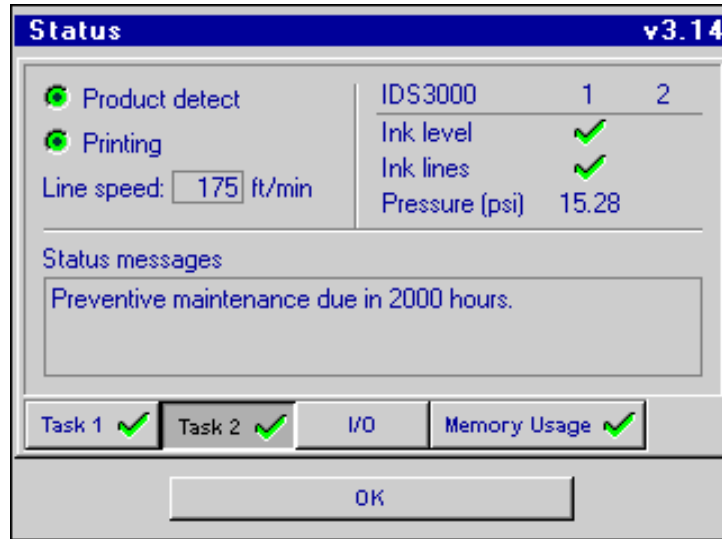 Status v3.14
Product detect
Printing
Line speed: 175 ft/min
IDS3000 1 2
Ink level
Ink lines
Pressure (psi) 15.28
Status messages
Preventive maintenance due in 2000 hours.
Task 1 Task 2 I/O Memory Usage
OK